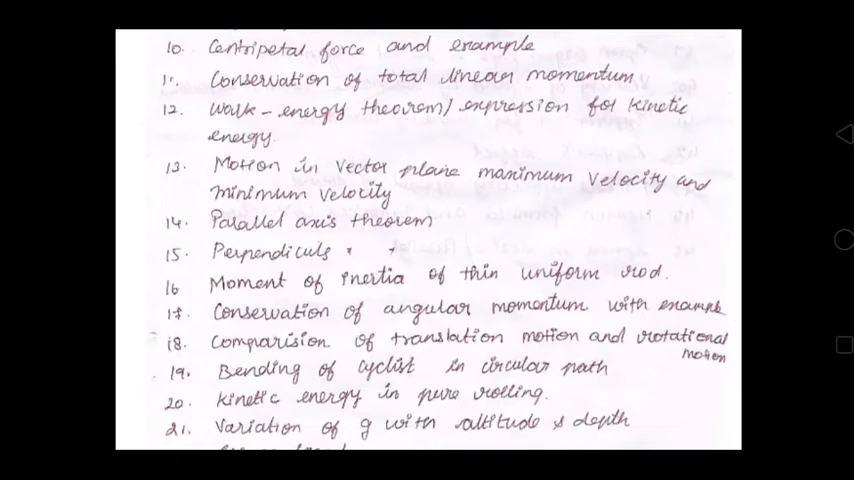 10. Centripetal force and example
11. Conservation of total linear momentum
12. Work - energy theorem/ expression for kinetic
energy.
13. Motion in Vector plane maximum velocity and
minimum velocity
14. Parallel axis theorem
15. Perpendiculs " "
16 Moment of inertia of thin uniform rod.
17. Conservation of angular momentum with example
18. Comparision of translation motion and rotational
motion
19. Bending of cyclist in circular path
20. Kinetic energy in pure rolling.
21. Variation of g with altitude & depth